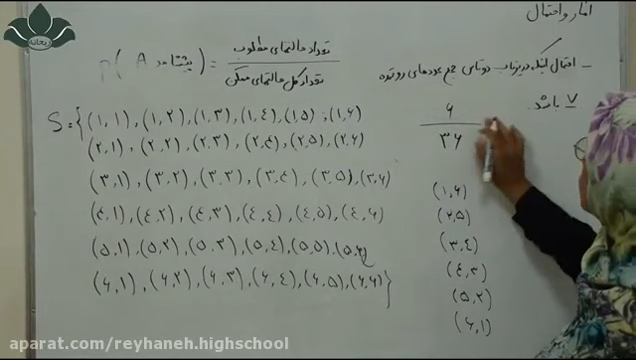 آمار و احتمال
- احتمال اینکه در پرتاب دو تاس جمع عددهای رو شده
۷ باشد.
P(پیشامد A) = تعداد حالتهای مطلوب / تعداد کل حالتهای ممکن
S = {(۱,۱), (۱,۲), (۱,۳), (۱,۴), (۱,۵), (۱,۶)
(۲,۱), (۲,۲), (۲,۳), (۲,۴), (۲,۵), (۲,۶)
(۳,۱), (۳,۲), (۳,۳), (۳,۴), (۳,۵), (۳,۶)
(۴,۱), (۴,۲), (۴,۳), (۴,۴), (۴,۵), (۴,۶)
(۵,۱), (۵,۲), (۵,۳), (۵,۴), (۵,۵), (۵,۶)
(۶,۱), (۶,۲), (۶,۳), (۶,۴), (۶,۵), (۶,۶)}
۶
۳۶
(۱,۶)
(۲,۵)
(۳,۴)
(۴,۳)
(۵,۲)
(۶,۱)
ریحانه
aparat.com/reyhaneh.highschool